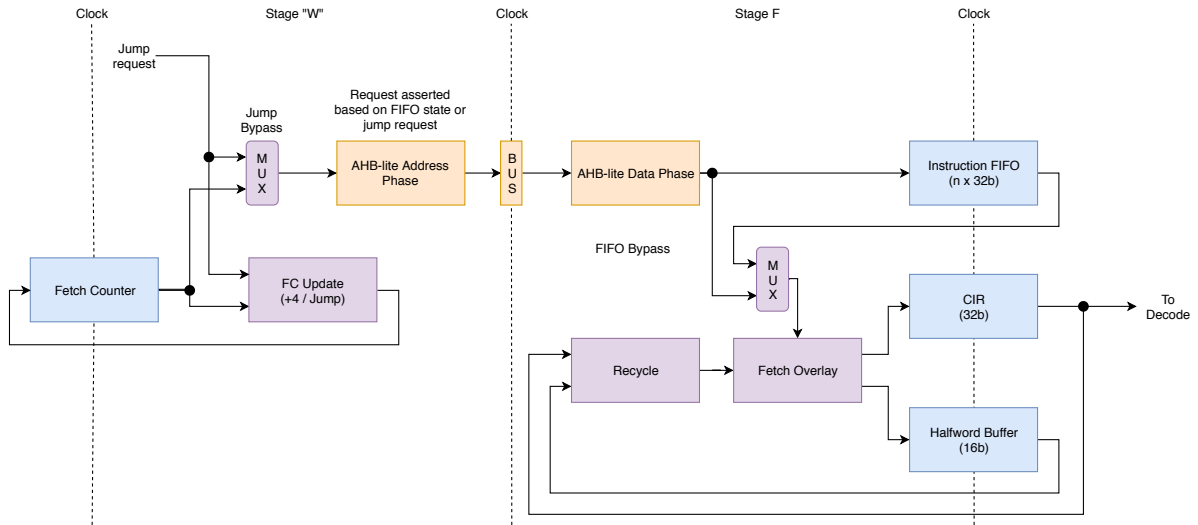 Clock
Stage "W"
Clock
Stage F
Clock
Jump
request
Request asserted
based on FIFO state or
jump request
Jump
Bypass
M
U
X
AHB-lite Address
Phase
B
U
S
AHB-lite Data Phase
Instruction FIFO
(n x 32b)
FIFO Bypass
M
U
X
Fetch Counter
FC Update
(+4 / Jump)
CIR
(32b)
To
Decode
Recycle
Fetch Overlay
Halfword Buffer
(16b)